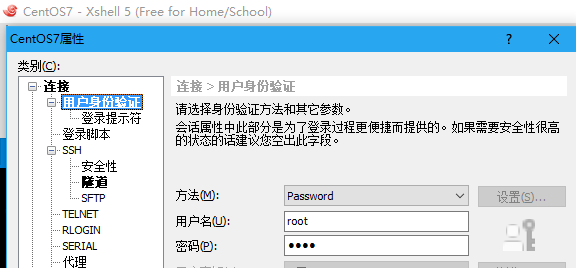 CentOS7 - Xshell 5 (Free for Home/School)
CentOS7属性
类别(C):
连接
用户身份验证
登录提示符
登录脚本
SSH
安全性
隧道
SFTP
TELNET
RLOGIN
SERIAL
代理
连接 > 用户身份验证
请选择身份验证方法和其它参数。
会话属性中此部分是为了登录过程更便捷而提供的。如果需要安全性很高
的状态的话建议您空出此字段。
方法(M): Password 设置(S)...
用户名(U): root
密码(P): ●●●●